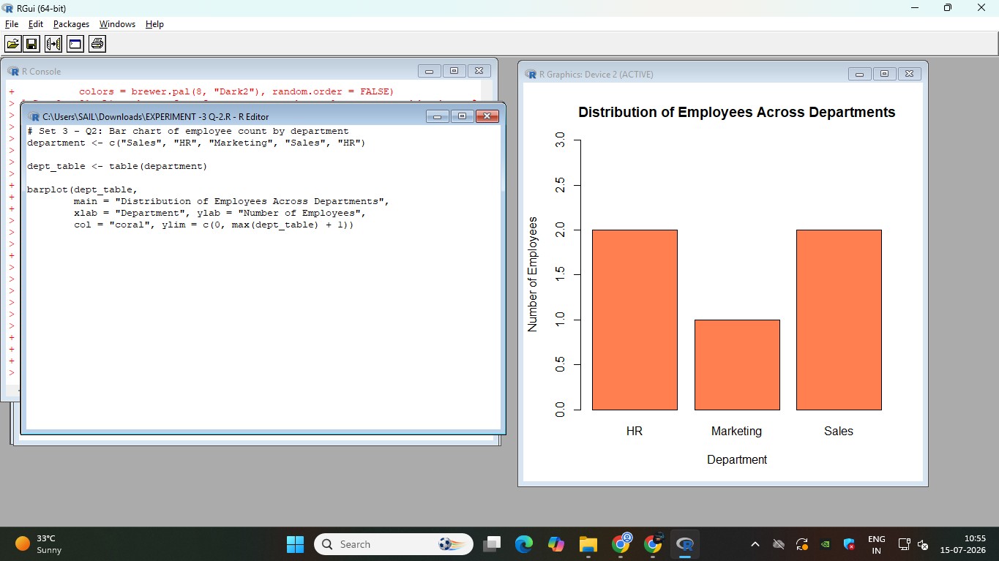 RGui (64-bit)
File Edit Packages Windows Help
R Console
+ colors = brewer.pal(8, "Dark2"), random.order = FALSE)
>
>
>
>
>
>
>
+
+
+
>
>
>
+
>
>
>
>
>
>
+
+
+
>
C:\Users\SAIL\Downloads\EXPERIMENT -3 Q-2.R - R Editor
# Set 3 - Q2: Bar chart of employee count by department
department <- c("Sales", "HR", "Marketing", "Sales", "HR")
dept_table <- table(department)
barplot(dept_table,
main = "Distribution of Employees Across Departments",
xlab = "Department", ylab = "Number of Employees",
col = "coral", ylim = c(0, max(dept_table) + 1))
R Graphics: Device 2 (ACTIVE)
Distribution of Employees Across Departments
Number of Employees
3.0
2.5
2.0
1.5
1.0
0.5
0.0
HR Marketing Sales
Department
33°C
Sunny
Search
ENG
IN
10:55
15-07-2026